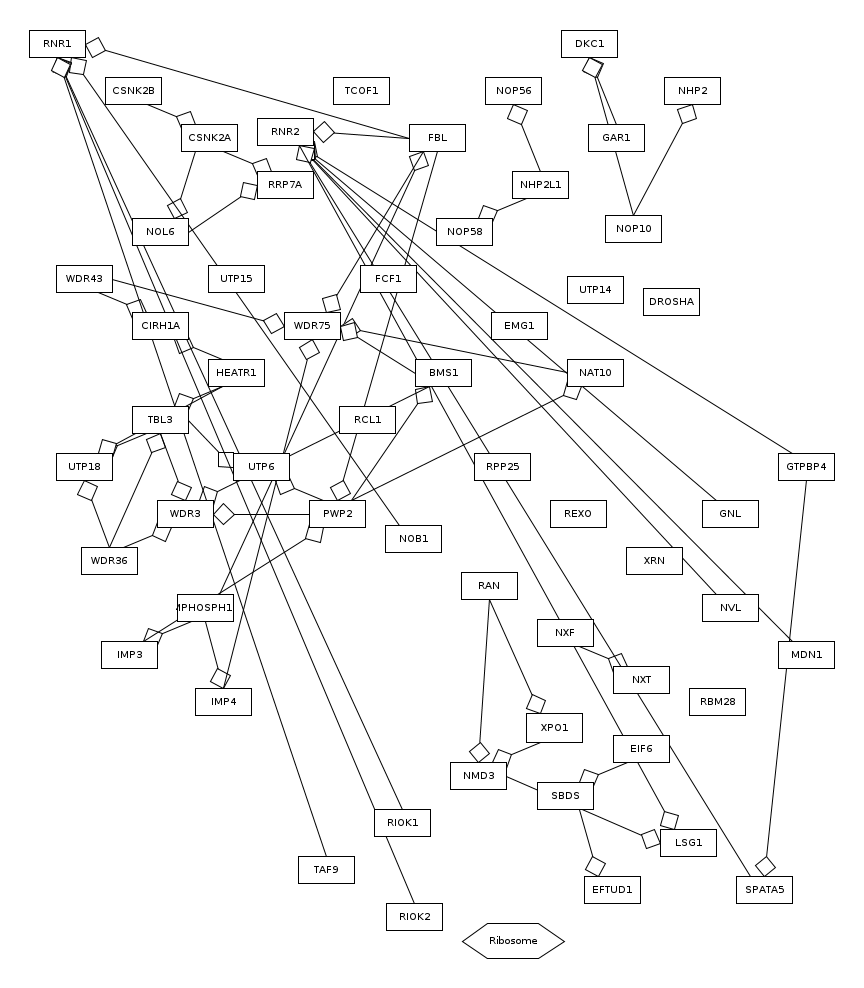 RNR1
DKC1
CSNK2B
TCOF1
NOP56
NHP2
CSNK2A
RNR2
FBL
GAR1
RRP7A
NHP2L1
NOL6
NOP58
NOP10
WDR43
UTP15
FCF1
UTP14
DROSHA
CIRH1A
WDR75
EMG1
HEATR1
BMS1
NAT10
TBL3
RCL1
UTP18
UTP6
RPP25
GTPBP4
WDR3
PWP2
REXO
GNL
NOB1
WDR36
XRN
RAN
MPHOSPH1
NVL
NXF
IMP3
MDN1
NXT
IMP4
RBM28
XPO1
EIF6
NMD3
SBDS
RIOK1
LSG1
TAF9
EFTUD1
SPATA5
RIOK2
Ribosome